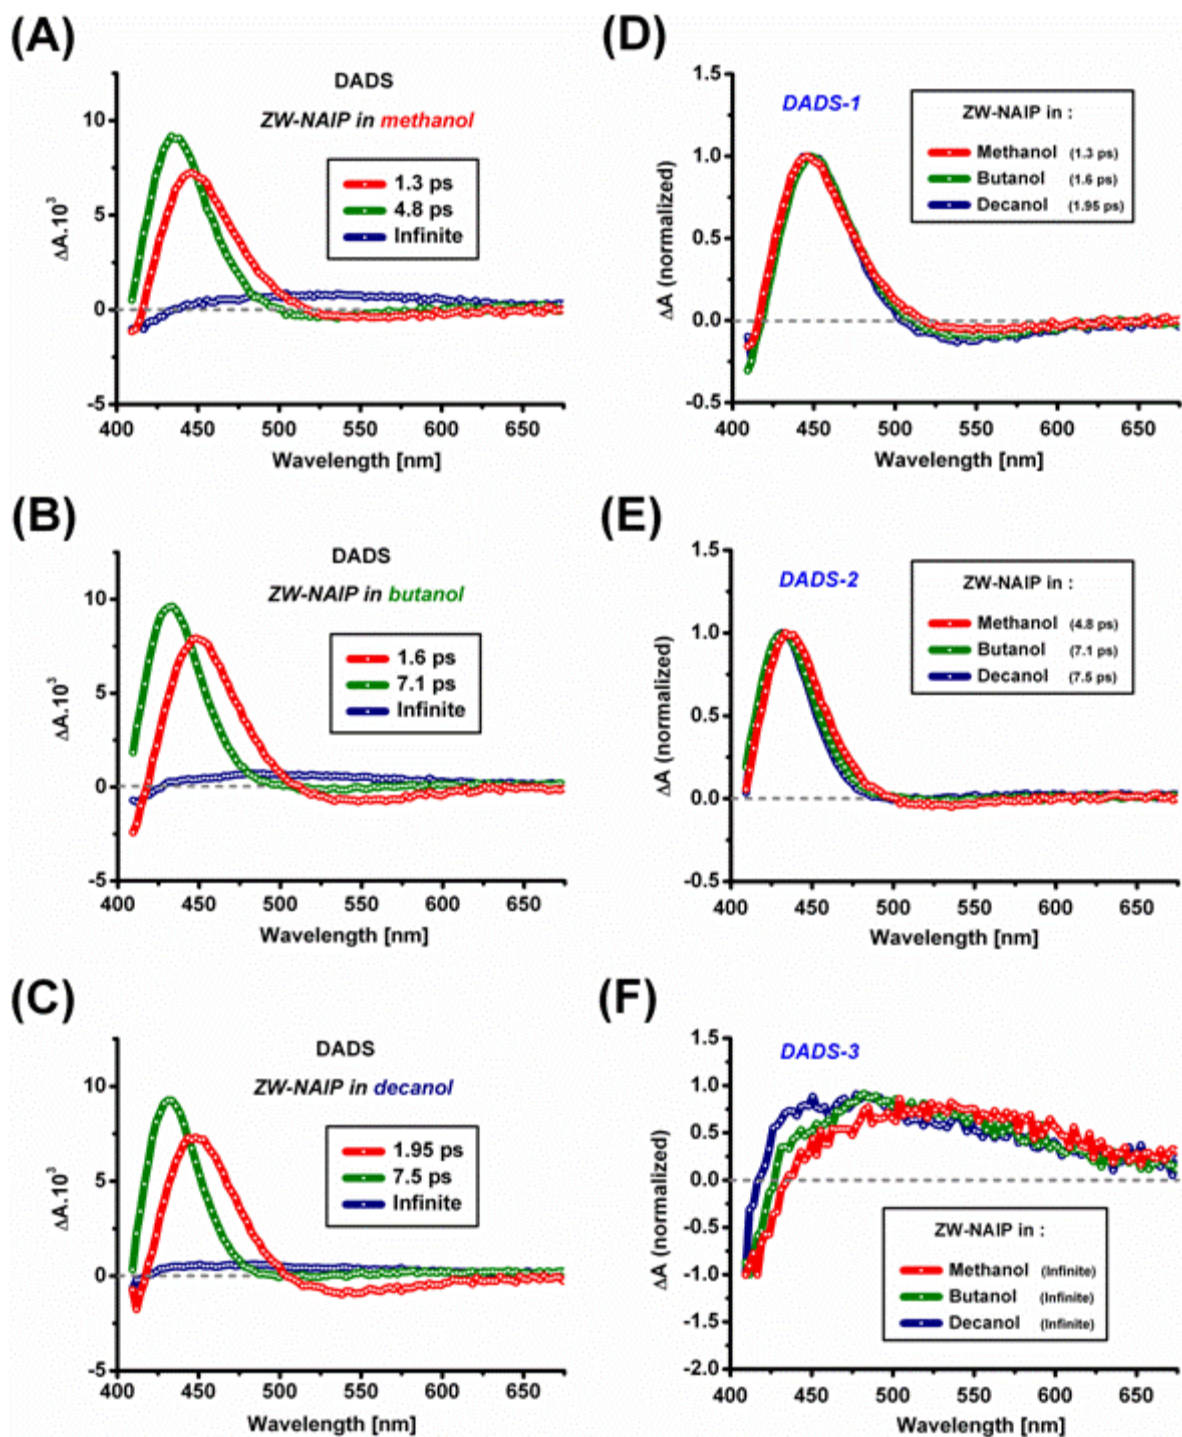 (A)
DADS
ZW-NAIP in methanol
1.3 ps
4.8 ps
Infinite
ΔA.10³
10
5
0
-5
400 450 500 550 600 650
Wavelength [nm]
(D)
DADS-1
ZW-NAIP in :
Methanol (1.3 ps)
Butanol (1.6 ps)
Decanol (1.95 ps)
ΔA (normalized)
1.5
1.0
0.5
0.0
-0.5
400 450 500 550 600 650
Wavelength [nm]
(B)
DADS
ZW-NAIP in butanol
1.6 ps
7.1 ps
Infinite
ΔA.10³
10
5
0
-5
400 450 500 550 600 650
Wavelength [nm]
(E)
DADS-2
ZW-NAIP in :
Methanol (4.8 ps)
Butanol (7.1 ps)
Decanol (7.5 ps)
ΔA (normalized)
1.5
1.0
0.5
0.0
-0.5
400 450 500 550 600 650
Wavelength [nm]
(C)
DADS
ZW-NAIP in decanol
1.95 ps
7.5 ps
Infinite
ΔA.10³
10
5
0
-5
400 450 500 550 600 650
Wavelength [nm]
(F)
DADS-3
ZW-NAIP in :
Methanol (Infinite)
Butanol (Infinite)
Decanol (Infinite)
ΔA (normalized)
1.5
1.0
0.5
0.0
-0.5
-1.0
-1.5
-2.0
400 450 500 550 600 650
Wavelength [nm]